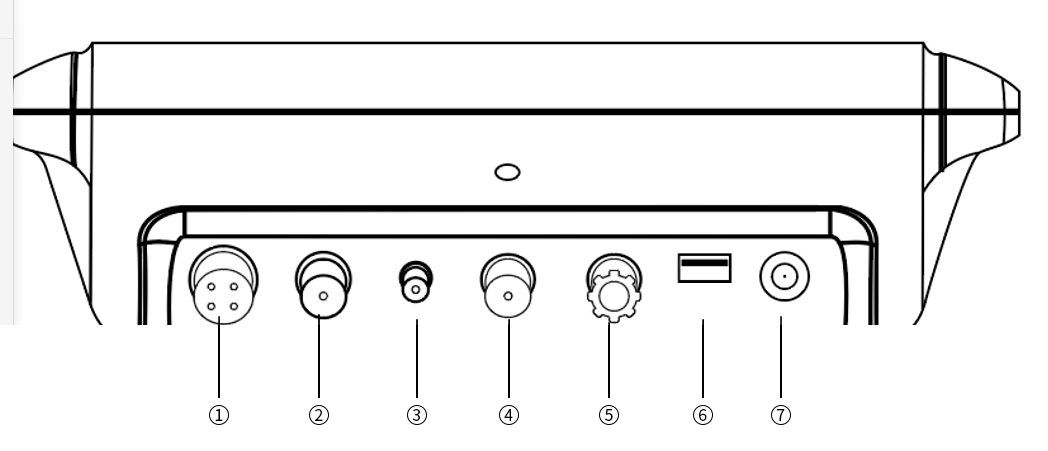 ① ② ③ ④ ⑤ ⑥ ⑦